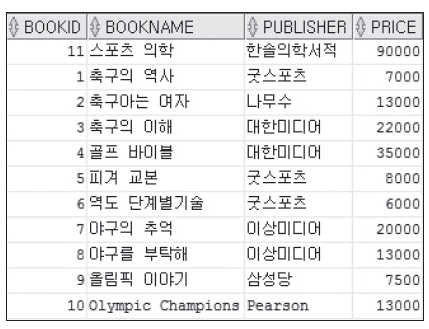 BOOKID BOOKNAME PUBLISHER PRICE
11 스포츠 의학 한솔의학서적 90000
1 축구의 역사 굿스포츠 7000
2 축구아는 여자 나무수 13000
3 축구의 이해 대한미디어 22000
4 골프 바이블 대한미디어 35000
5 피겨 교본 굿스포츠 8000
6 역도 단계별기술 굿스포츠 6000
7 야구의 추억 이상미디어 20000
8 야구를 부탁해 이상미디어 13000
9 올림픽 이야기 삼성당 7500
10 Olympic Champions Pearson 13000